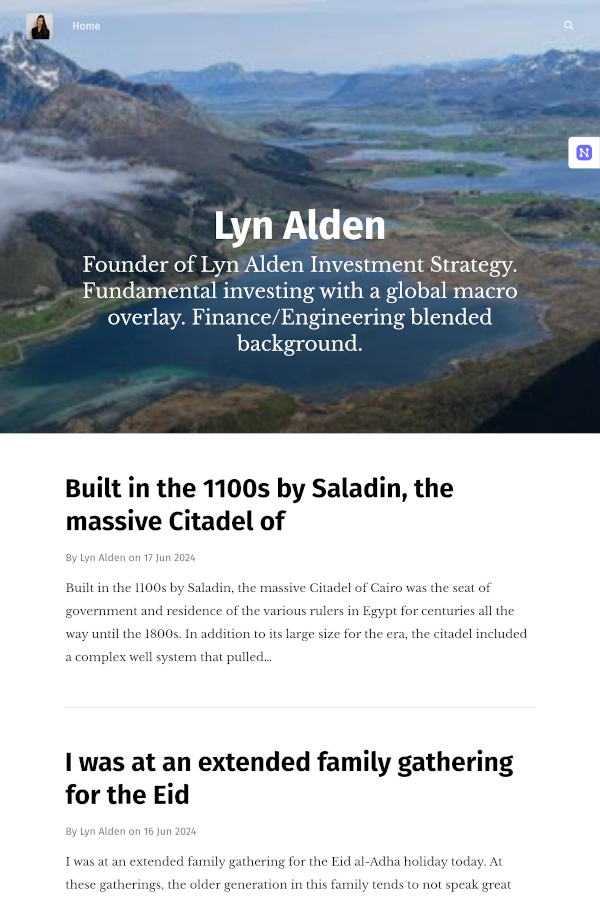 Home
N
Lyn Alden
Founder of Lyn Alden Investment Strategy.
Fundamental investing with a global macro
overlay. Finance/Engineering blended
background.
Built in the 1100s by Saladin, the
massive Citadel of
By Lyn Alden on 17 Jun 2024
Built in the 1100s by Saladin, the massive Citadel of Cairo was the seat of
government and residence of the various rulers in Egypt for centuries all the
way until the 1800s. In addition to its large size for the era, the citadel included
a complex well system that pulled…
I was at an extended family gathering
for the Eid
By Lyn Alden on 16 Jun 2024
I was at an extended family gathering for the Eid al-Adha holiday today. At
these gatherings, the older generation in this family tends to not speak great